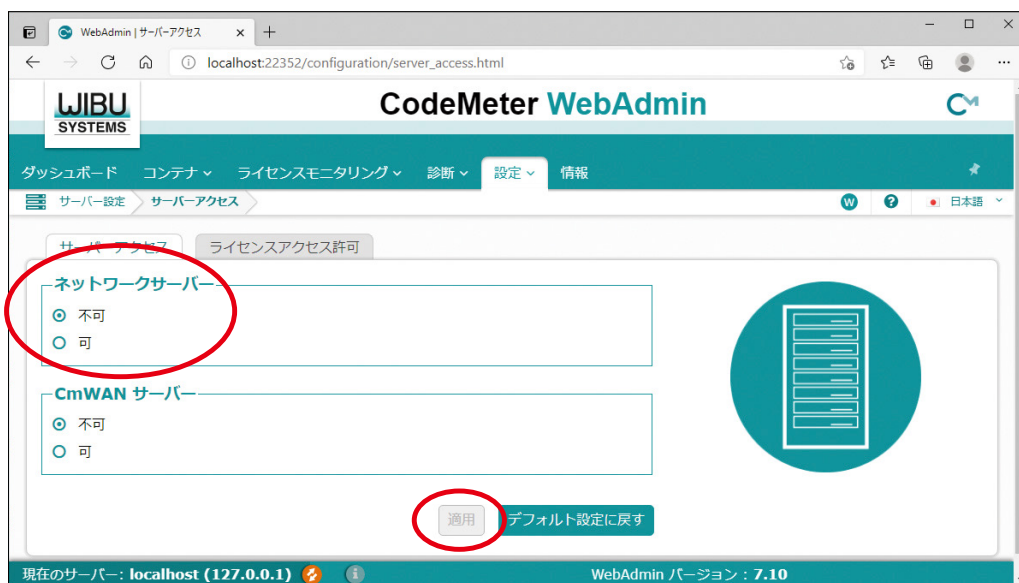 WebAdmin | サーバーアクセス
localhost:22352/configuration/server_access.html
WIBU
SYSTEMS
CodeMeter WebAdmin
CM
ダッシュボード コンテナ ライセンスモニタリング 診断 設定 情報
サーバー設定 サーバーアクセス W ? 日本語
サーバーアクセス ライセンスアクセス許可
ネットワークサーバー
不可
可
CmWAN サーバー
不可
可
適用 デフォルト設定に戻す
現在のサーバー: localhost (127.0.0.1) i WebAdmin バージョン : 7.10